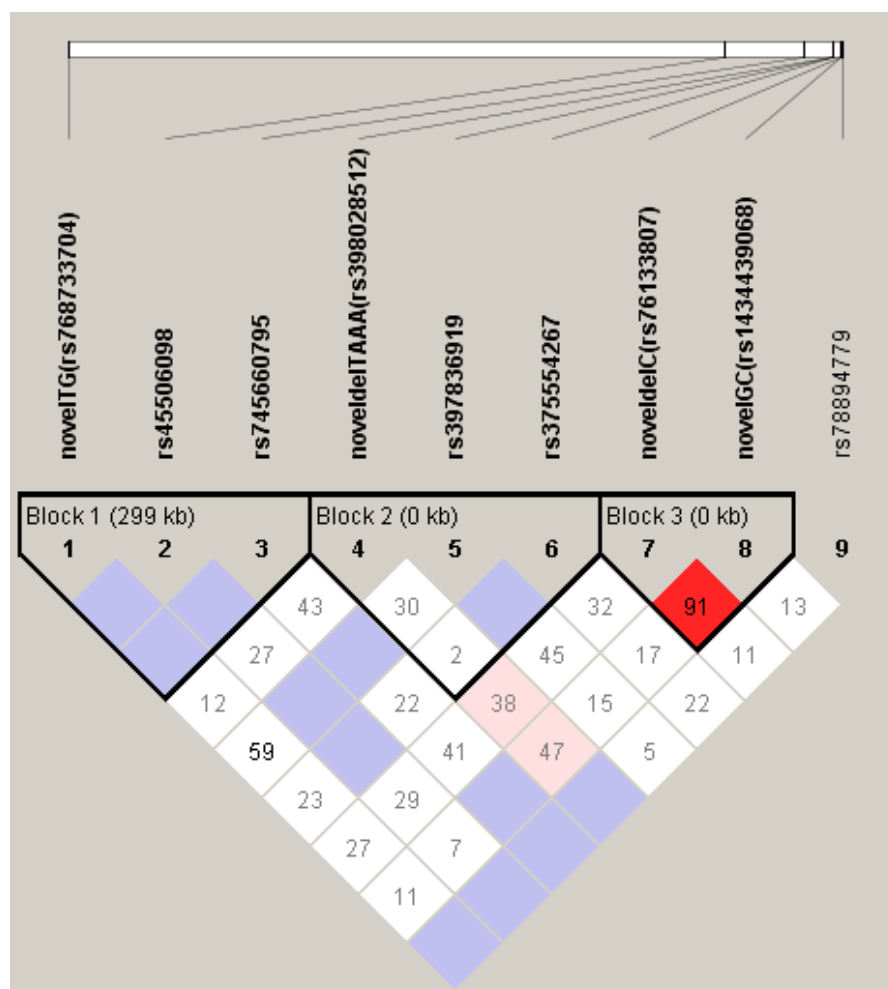 novelTG(rs768733704)
rs45506098
rs745660795
noveldelTAAA(rs398028512)
rs397836919
rs375554267
noveldelC(rs76133807)
novelGC(rs1434439068)
rs78894779
Block 1 (299 kb) Block 2 (0 kb) Block 3 (0 kb)
1 2 3 4 5 6 7 8 9
43 30 32 91 13
27 2 45 17 11
12 22 38 15 22
59 41 47 5
23 29
27 7
11